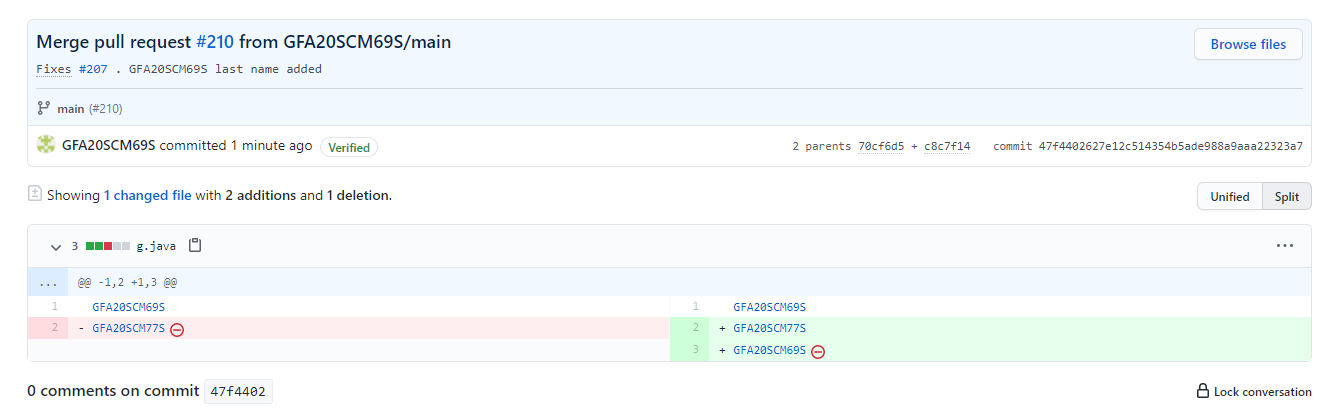 Merge pull request #210 from GFA20SCM69S/main
Browse files
Fixes #207 . GFA20SCM69S last name added
main (#210)
GFA20SCM69S committed 1 minute ago Verified
2 parents 70cf6d5 + c8c7f14 commit 47f4402627e12c514354b5ade988a9aaa22323a7
Showing 1 changed file with 2 additions and 1 deletion.
Unified Split
3 g.java
... @@ -1,2 +1,3 @@
1 GFA20SCM69S 1 GFA20SCM69S
2 - GFA20SCM77S 2 + GFA20SCM77S
3 + GFA20SCM69S
0 comments on commit 47f4402
Lock conversation